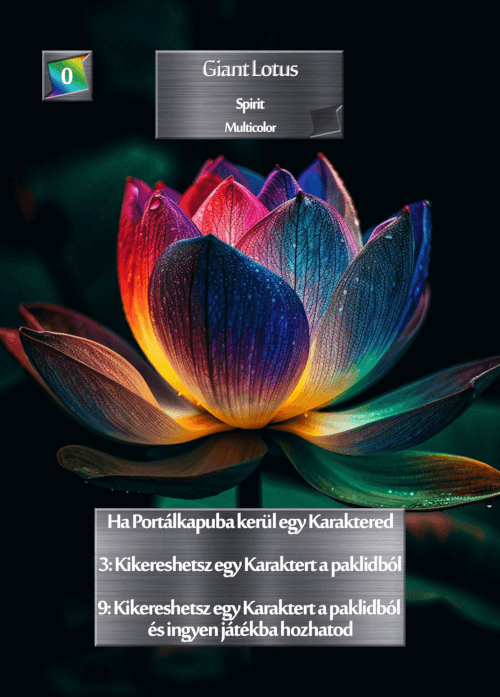 0
Giant Lotus
Spirit
Multicolor
Ha Portálkapuba kerül egy Karaktered
3: Kikereshetsz egy Karaktert a paklidból
9: Kikereshetsz egy Karaktert a paklidból
és ingyen játékba hozhatod